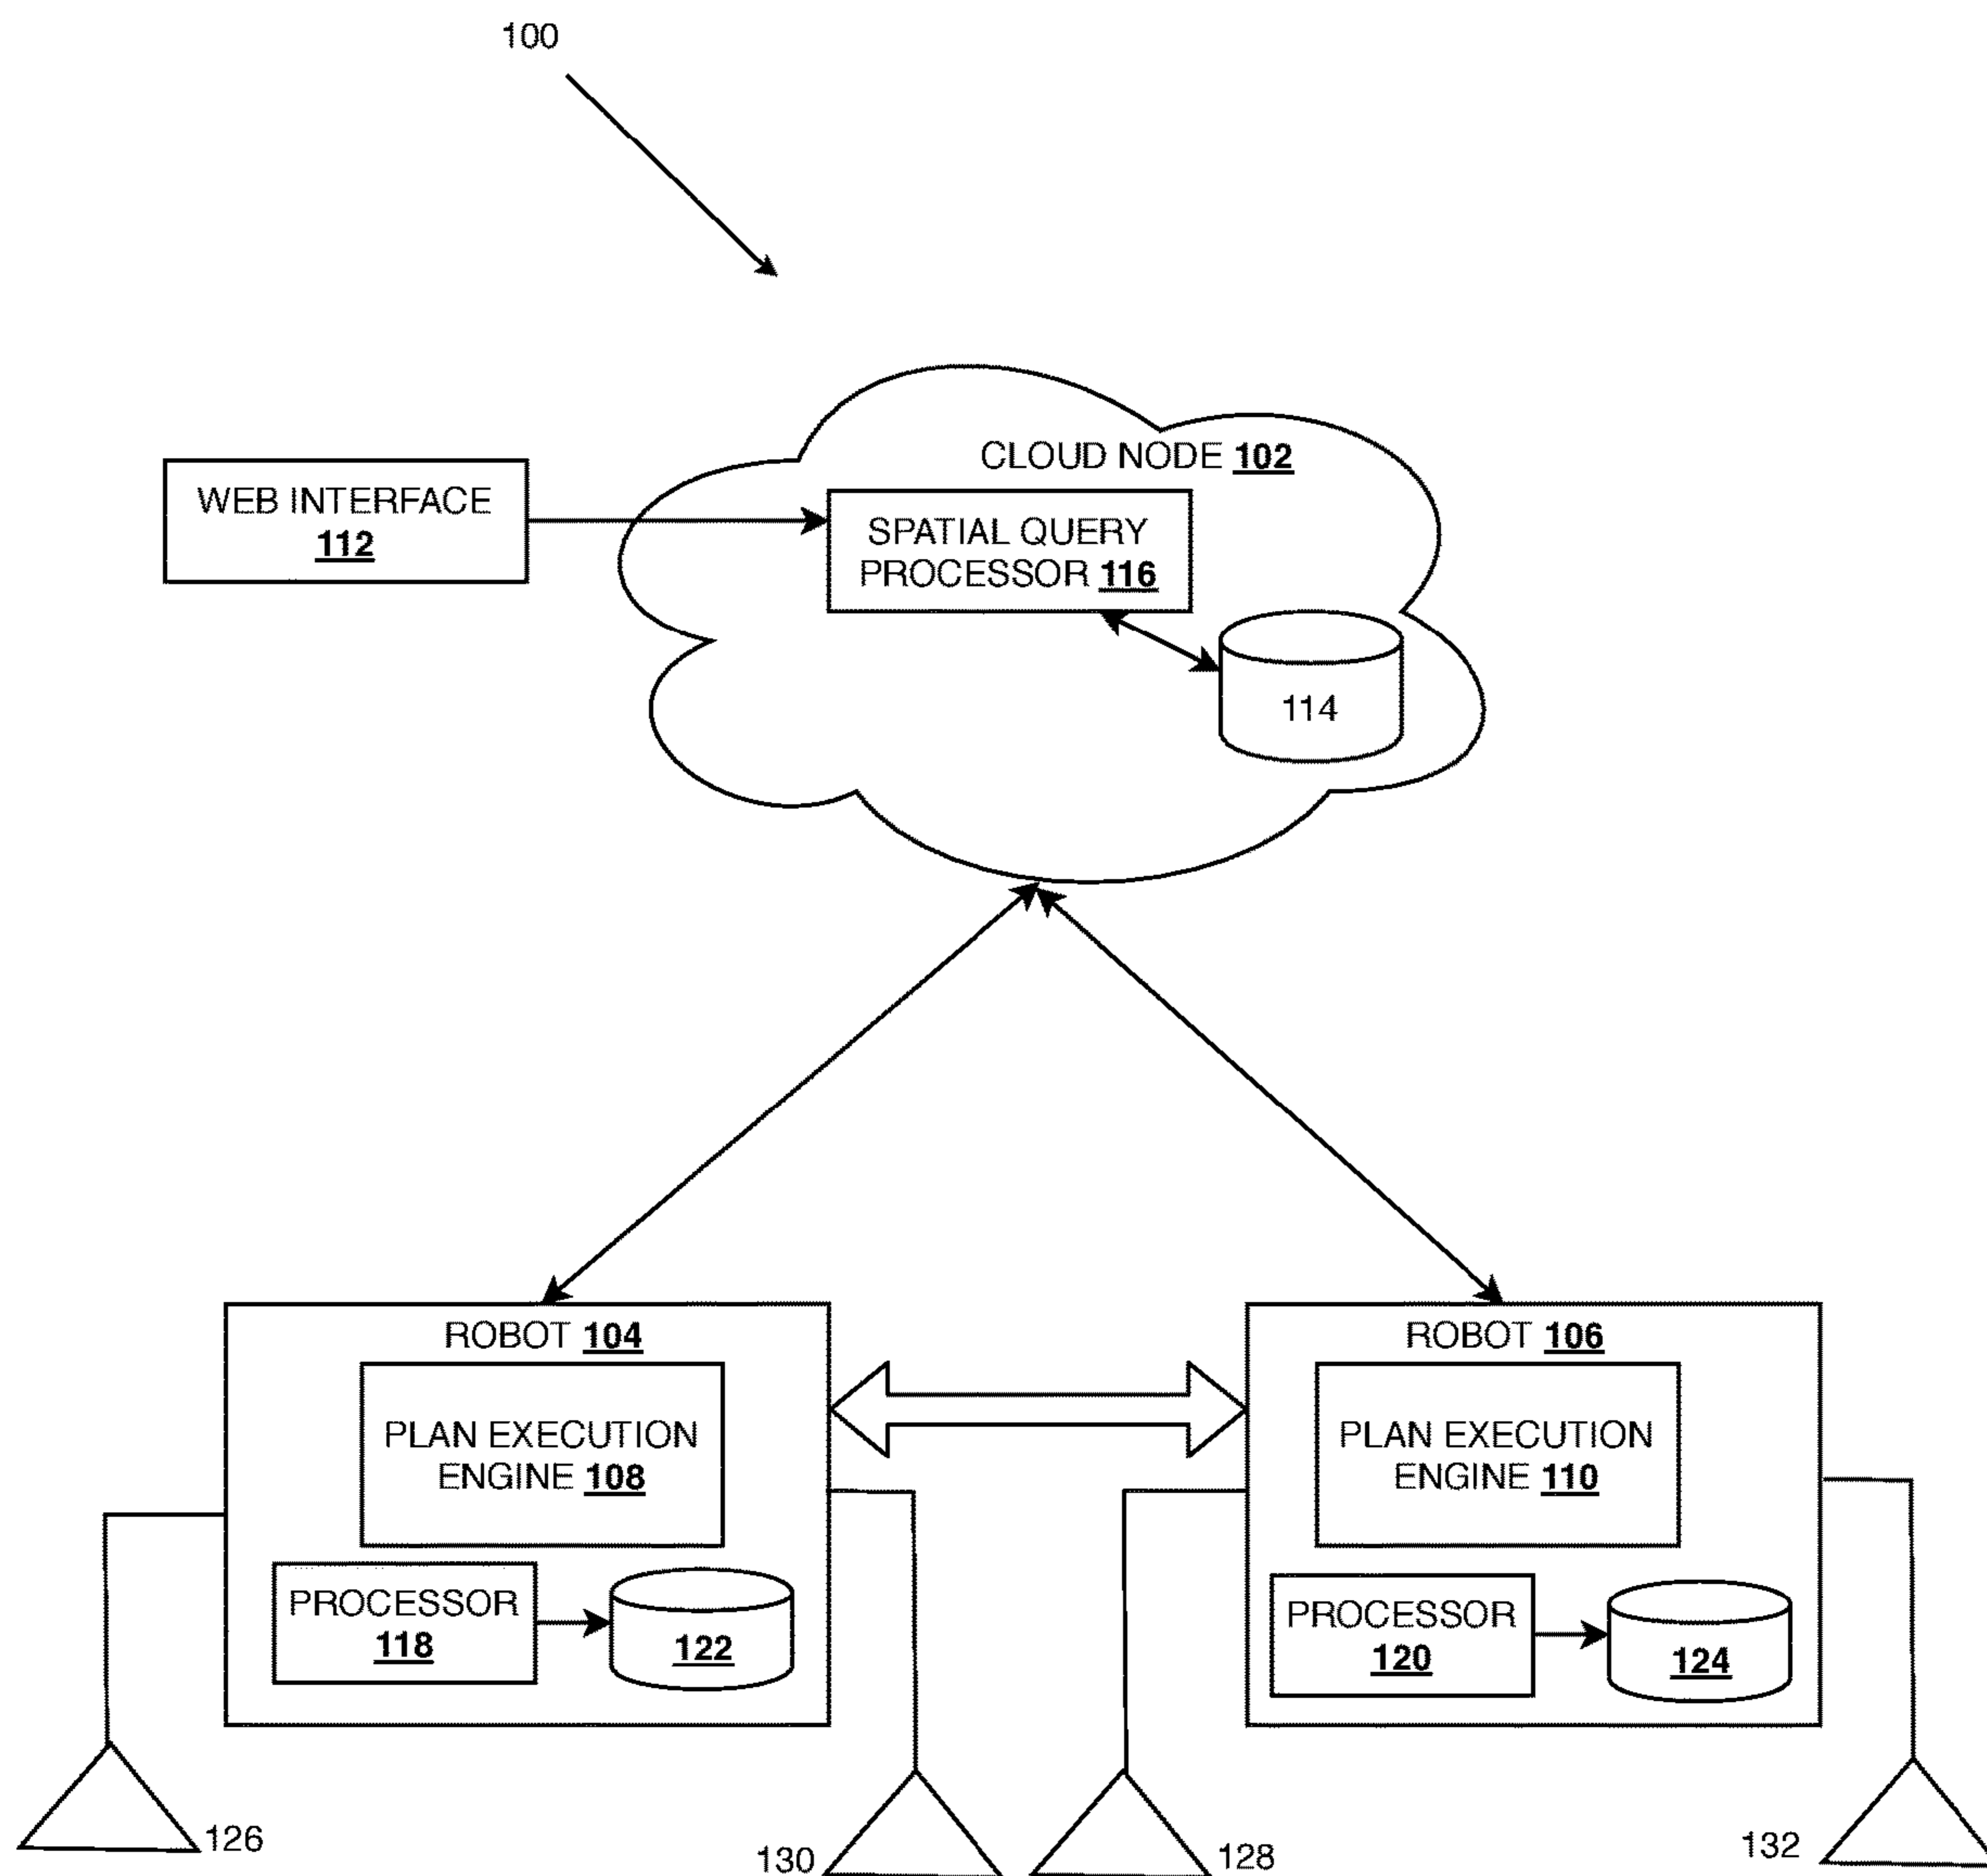 100
CLOUD NODE 102
WEB INTERFACE
112
SPATIAL QUERY
PROCESSOR 116
114
ROBOT 104
PLAN EXECUTION
ENGINE 108
PROCESSOR
118
122
ROBOT 106
PLAN EXECUTION
ENGINE 110
PROCESSOR
120
124
126
130
128
132